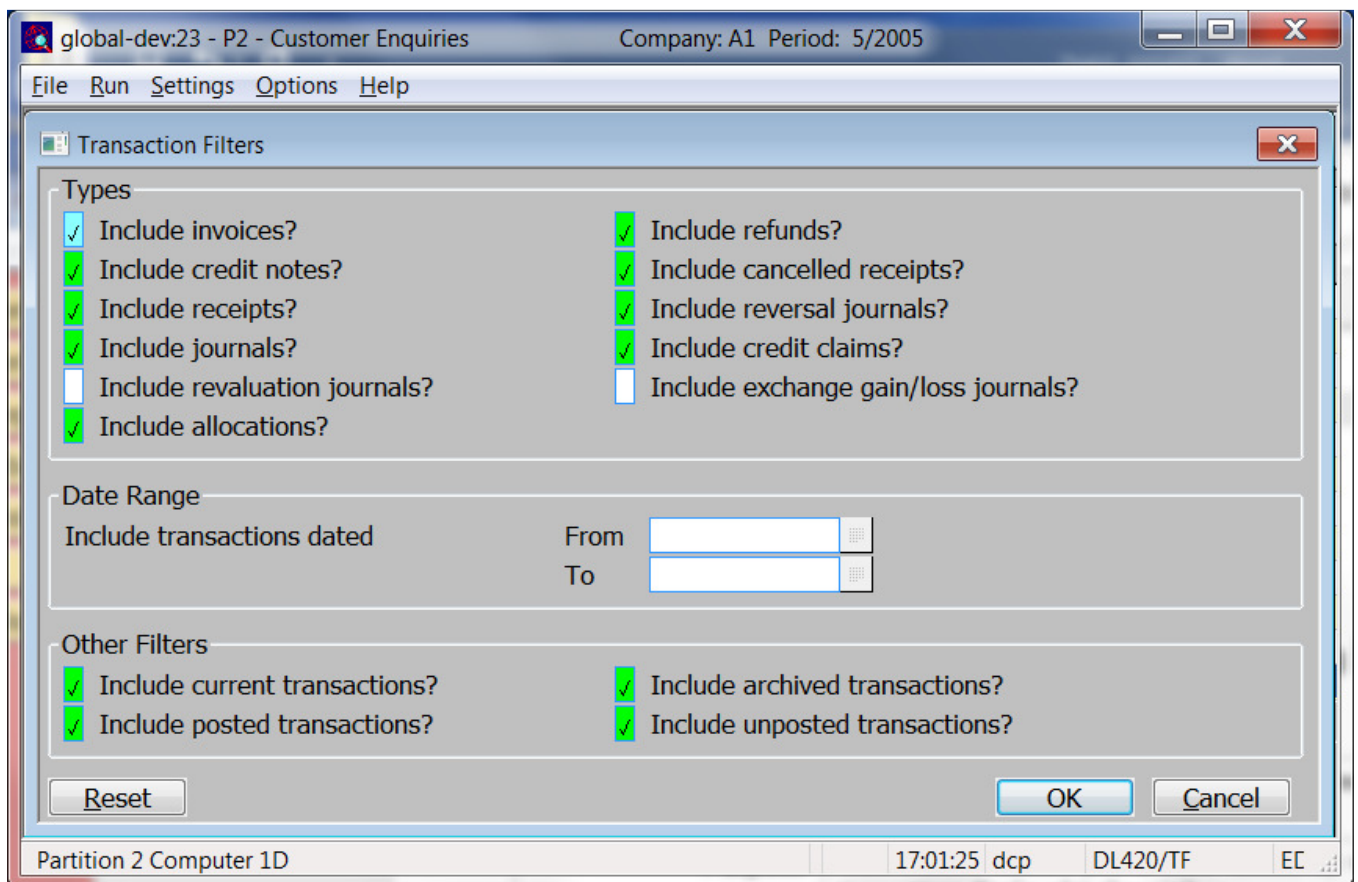 global-dev:23 - P2 - Customer Enquiries Company: A1 Period: 5/2005
File Run Settings Options Help
Transaction Filters
Types
Include invoices? Include refunds?
Include credit notes? Include cancelled receipts?
Include receipts? Include reversal journals?
Include journals? Include credit claims?
Include revaluation journals? Include exchange gain/loss journals?
Include allocations?
Date Range
Include transactions dated From
To
Other Filters
Include current transactions? Include archived transactions?
Include posted transactions? Include unposted transactions?
Reset OK Cancel
Partition 2 Computer 1D 17:01:25 dcp DL420/TF